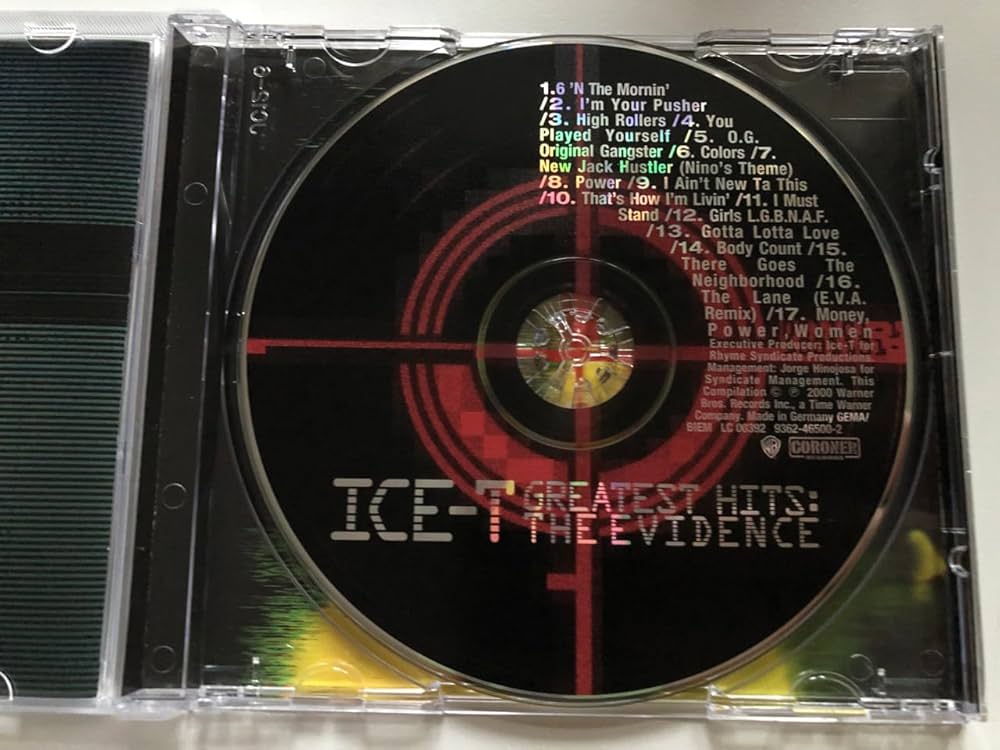 1.6 'N The Mornin'
/2. I'm Your Pusher
/3. High Rollers /4. You
Played Yourself /5. O.G.
Original Gangster /6. Colors /7.
New Jack Hustler (Nino's Theme)
/8. Power /9. I Ain't New Ta This
/10. That's How I'm Livin' /11. I Must
Stand /12. Girls L.G.B.N.A.F.
/13. Gotta Lotta Love
/14. Body Count /15.
There Goes The
Neighborhood /16.
The Lane (E.V.A.
Remix) /17. Money,
Power, Women
Executive Producer: Ice-T for
Rhyme Syndicate Productions.
Management: Jorge Hinojosa for
Syndicate Management. This
Compilation © ℗ 2000 Warner
Bros. Records Inc., a Time Warner
Company. Made in Germany GEMA/
BIEM LC 00392 9362-46500-2
WB CORONER
ICE-T GREATEST HITS:
THE EVIDENCE